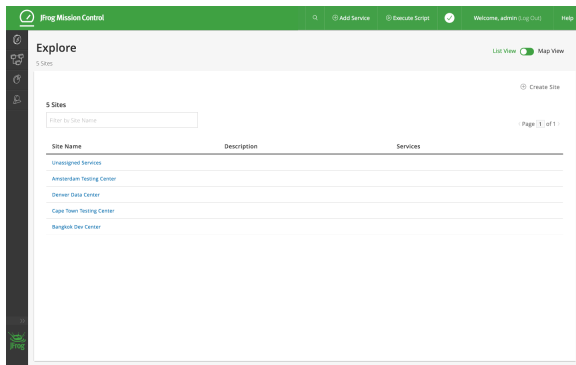 JFrog Mission Control
Add Service
Execute Script
Welcome, admin (Log Out)
Help
Explore
5 Sites
List View
Map View
Create Site
5 Sites
Filter by Site Name
Page 1 of 1
Site Name Description Services
Unassigned Services
Amsterdam Testing Center
Denver Data Center
Cape Town Testing Center
Bangkok Dev Center
JFrog